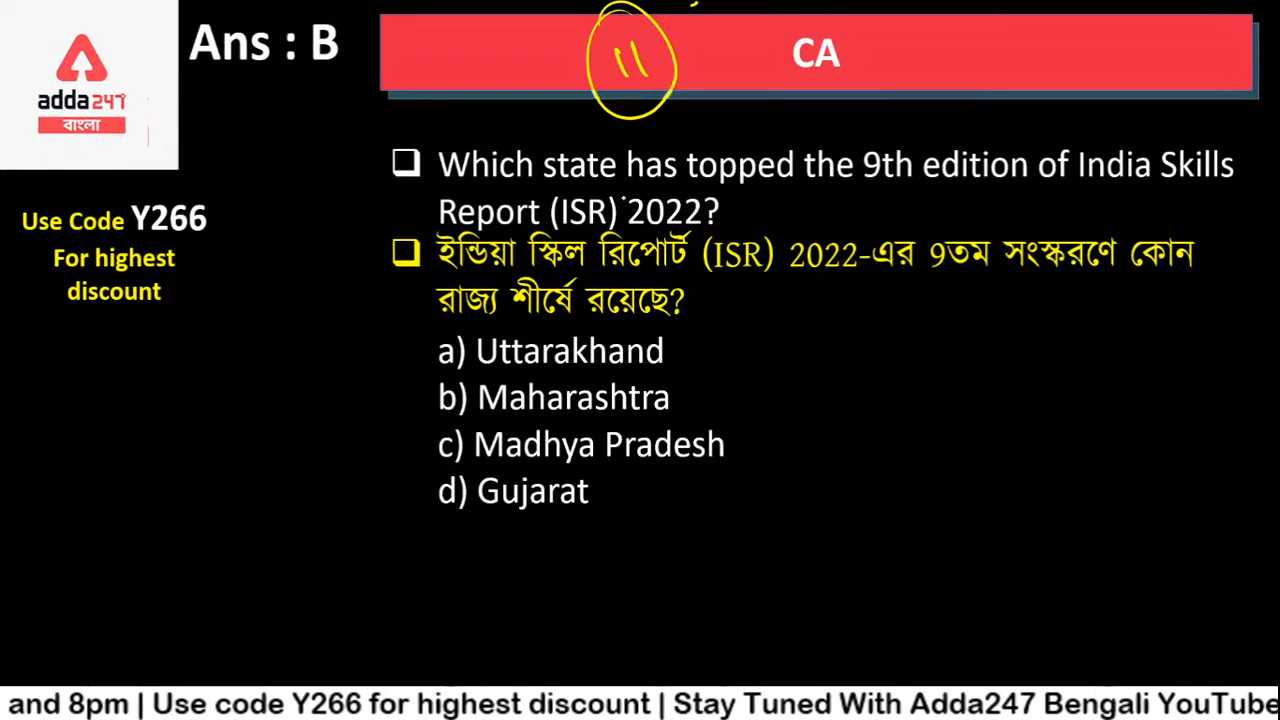 Ans : B
11
CA
adda247
বাংলা
Use Code Y266
For highest
discount
Which state has topped the 9th edition of India Skills
Report (ISR) 2022?
ইন্ডিয়া স্কিল রিপোর্ট (ISR) 2022-এর 9তম সংস্করণে কোন
রাজ্য শীর্ষে রয়েছে?
a) Uttarakhand
b) Maharashtra
c) Madhya Pradesh
d) Gujarat
and 8pm | Use code Y266 for highest discount | Stay Tuned With Adda247 Bengali YouTube